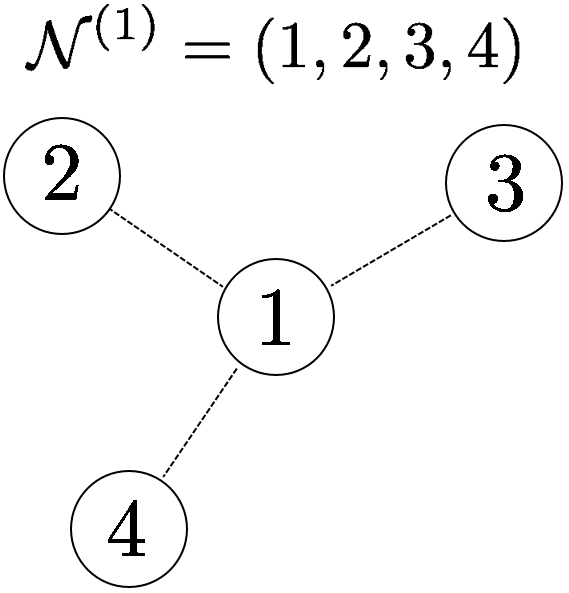 𝒩⁽¹⁾ = (1, 2, 3, 4)
2
3
1
4